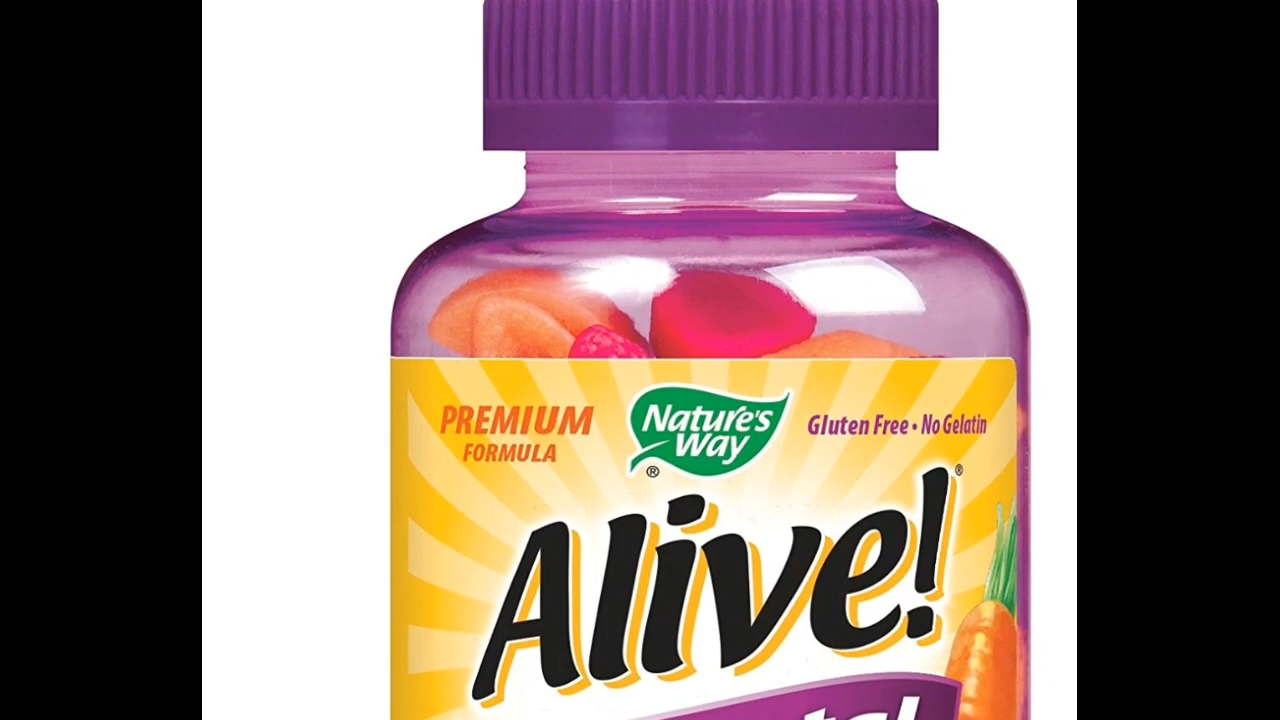 PREMIUM
FORMULA
Nature's
Way
®
Gluten Free • No Gelatin
Alive!®